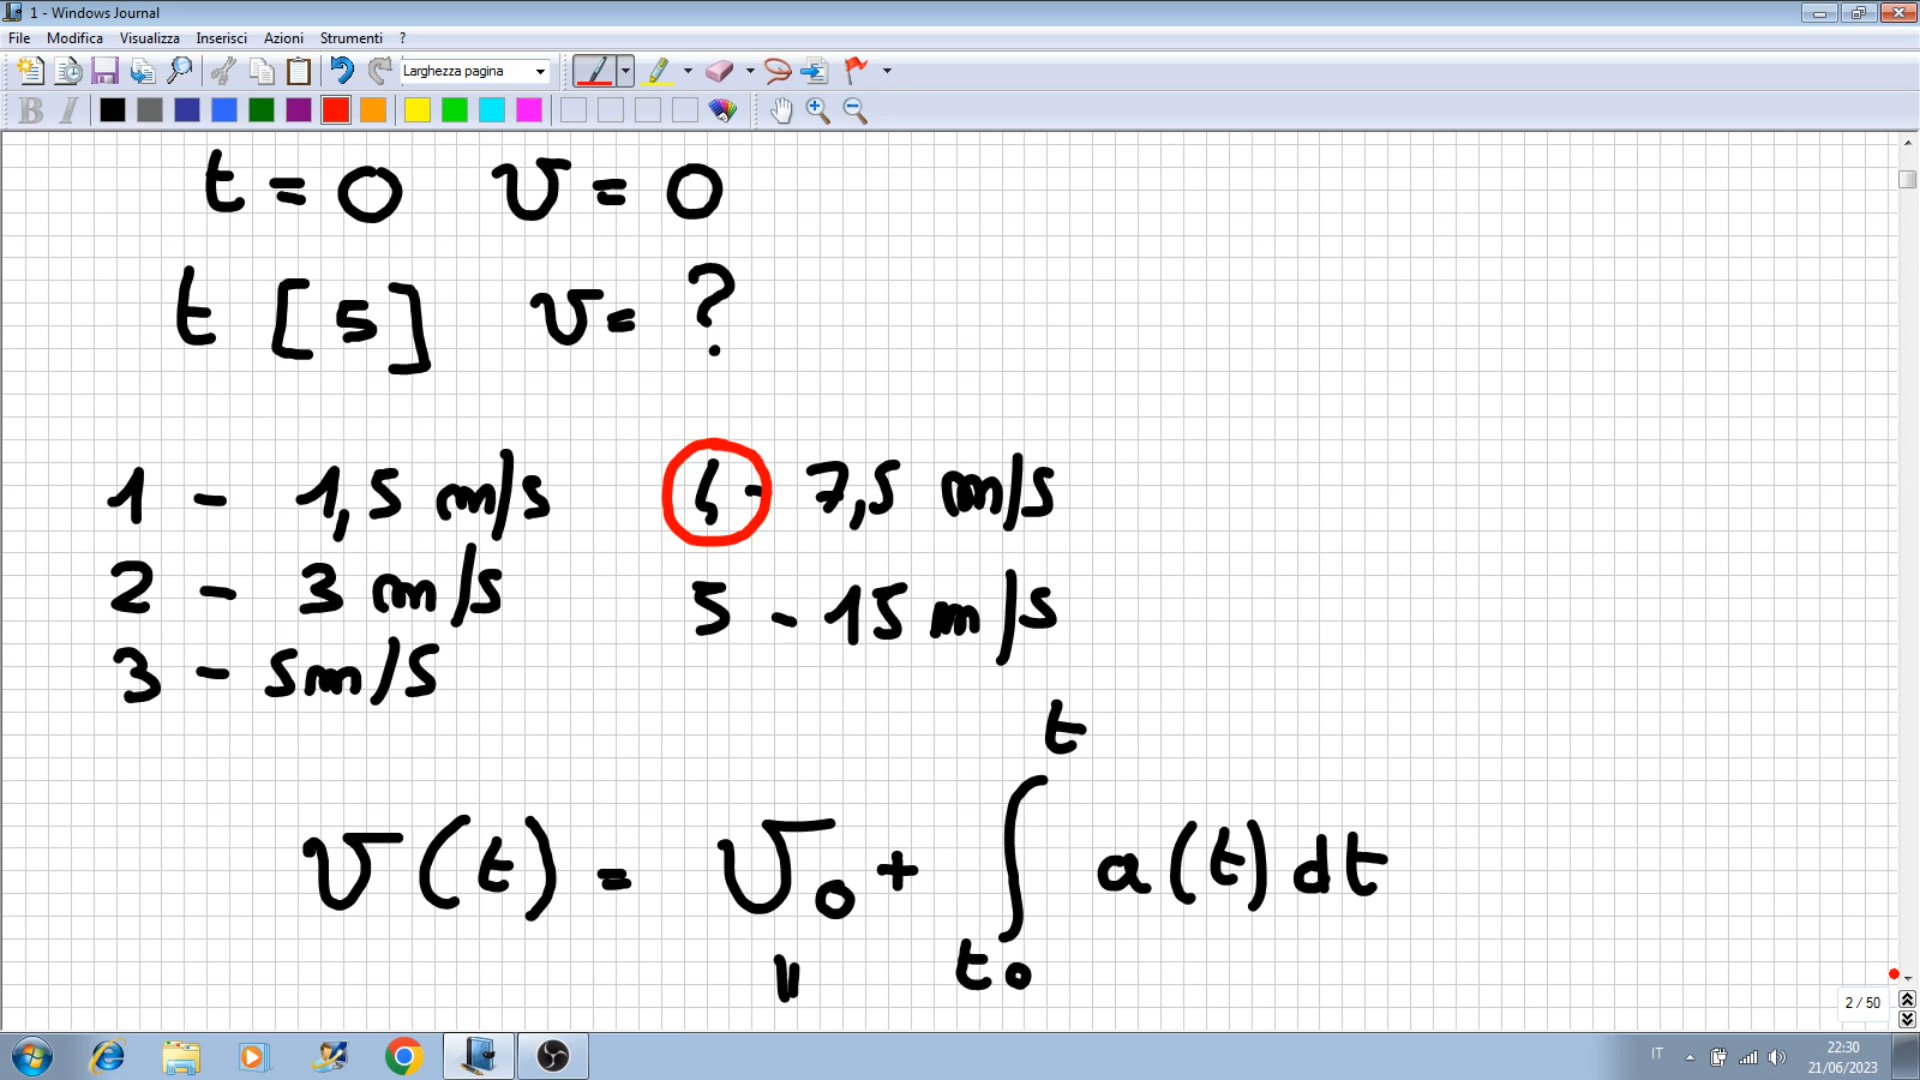 1 - Windows Journal
File Modifica Visualizza Inserisci Azioni Strumenti ?
Larghezza pagina
B I
t = 0 v = 0
t [5] v = ?
1 - 1,5 m/s 4 - 7,5 m/s
2 - 3 m/s 5 - 15 m/s
3 - 5m/s
t
v(t) = v0 + ∫ a(t) dt
t0
||
2 / 50
IT
22:30
21/06/2023